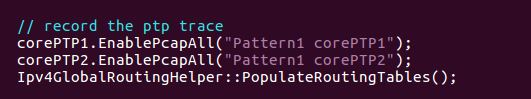 // record the ptp trace
corePTP1.EnablePcapAll("Pattern1 corePTP1");
corePTP2.EnablePcapAll("Pattern1 corePTP2");
Ipv4GlobalRoutingHelper::PopulateRoutingTables();